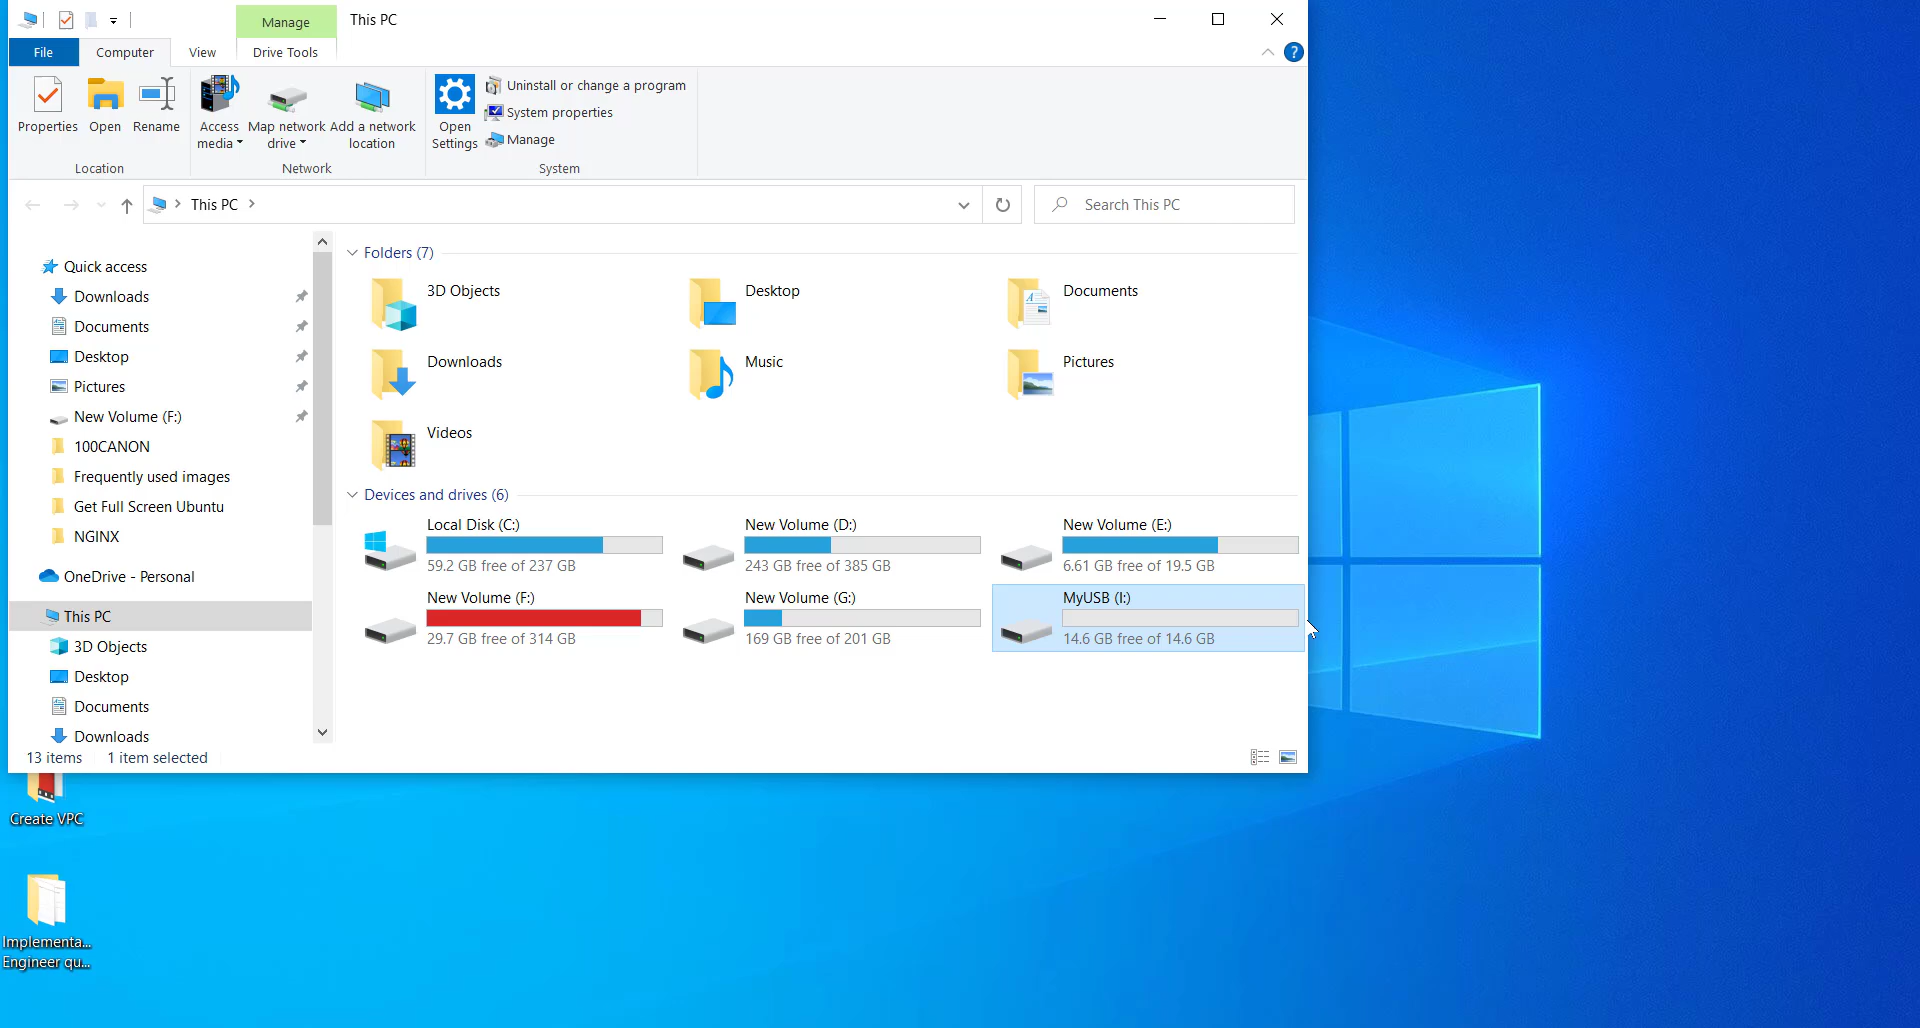 Manage
This PC
File
Computer
View
Drive Tools
?
Properties
Open
Rename
Access
media
Map network
drive
Add a network
location
Open
Settings
Uninstall or change a program
System properties
Manage
Location
Network
System
This PC
Search This PC
Quick access
Downloads
Documents
Desktop
Pictures
New Volume (F:)
100CANON
Frequently used images
Get Full Screen Ubuntu
NGINX
OneDrive - Personal
This PC
3D Objects
Desktop
Documents
Downloads
Folders (7)
3D Objects
Desktop
Documents
Downloads
Music
Pictures
Videos
Devices and drives (6)
Local Disk (C:)
59.2 GB free of 237 GB
New Volume (D:)
243 GB free of 385 GB
New Volume (E:)
6.61 GB free of 19.5 GB
New Volume (F:)
29.7 GB free of 314 GB
New Volume (G:)
169 GB free of 201 GB
MyUSB (I:)
14.6 GB free of 14.6 GB
13 items
1 item selected
Create VPC
Implementa...
Engineer qu...